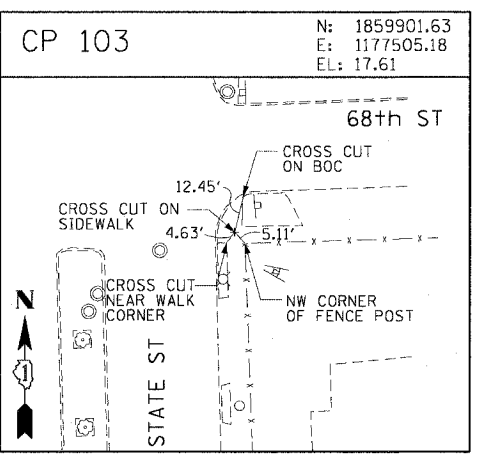 CP 103
N: 1859901.63
E: 1177505.18
EL: 17.61
68th ST
CROSS CUT
ON BOC
12.45'
CROSS CUT ON
SIDEWALK
4.63'
5.11'
CROSS CUT
NEAR WALK
CORNER
NW CORNER
OF FENCE POST
N
1
STATE ST